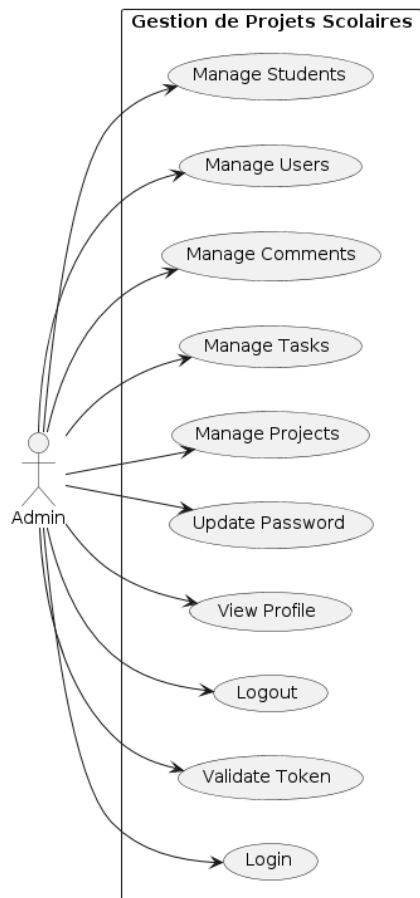 Gestion de Projets Scolaires
Manage Students
Manage Users
Manage Comments
Manage Tasks
Manage Projects
Admin
Update Password
View Profile
Logout
Validate Token
Login